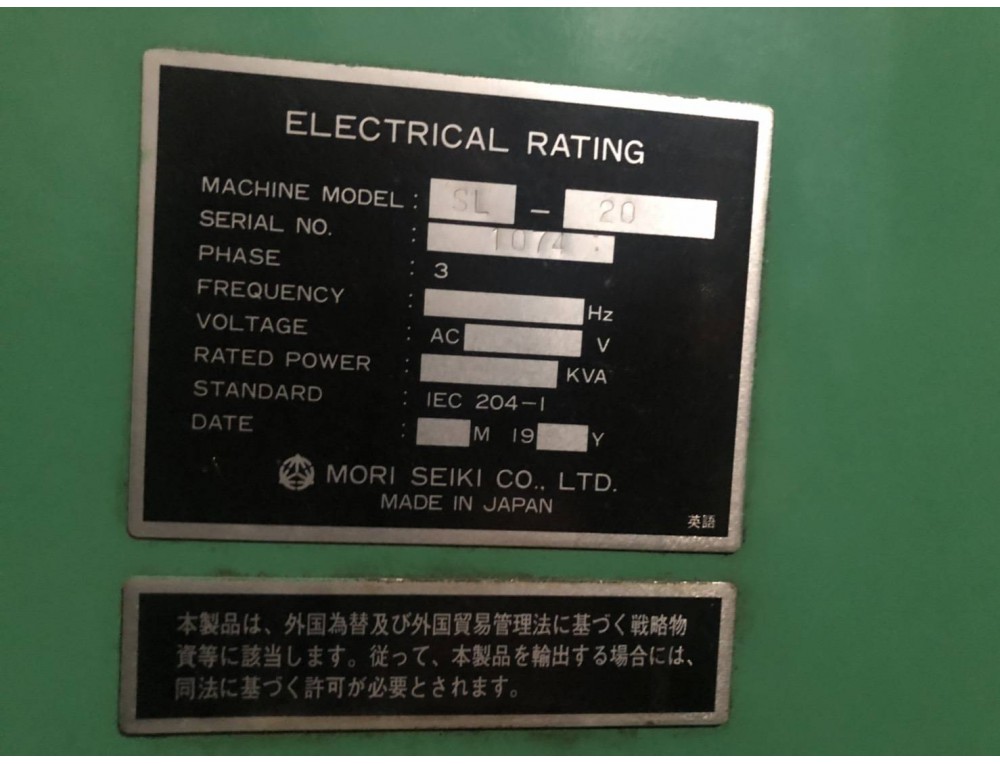 ELECTRICAL RATING
MACHINE MODEL : SL - 20
SERIAL NO. : 1074
PHASE : 3
FREQUENCY : Hz
VOLTAGE : AC V
RATED POWER : KVA
STANDARD : IEC 204-1
DATE : M 19 Y
MORI SEIKI CO., LTD.
MADE IN JAPAN
英語
本製品は、外国為替及び外国貿易管理法に基づく戦略物
資等に該当します。従って、本製品を輸出する場合には、
同法に基づく許可が必要とされます。